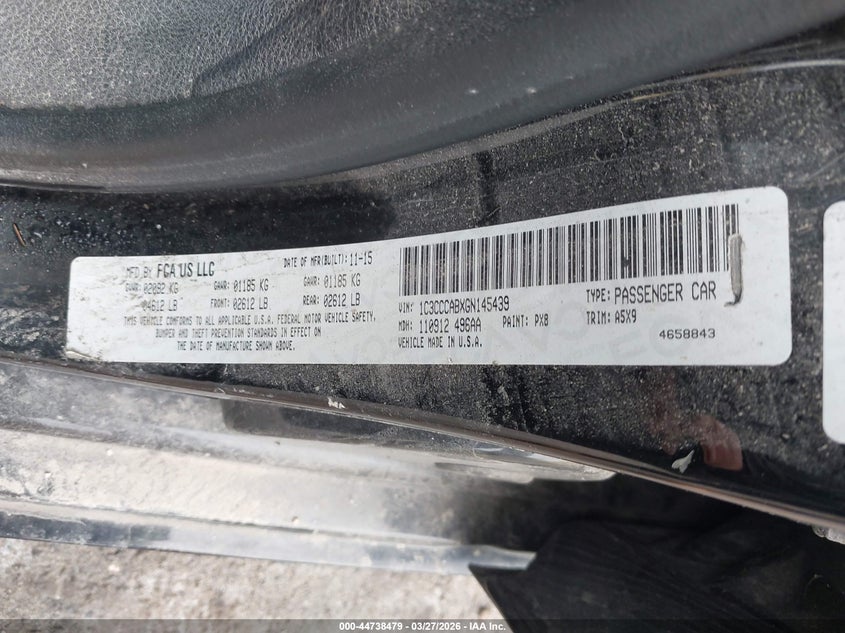 MFD BY FCA US LLC DATE OF MFR(BUILT): 11-15
GVWR: 02092 KG GAWR: 01185 KG GAWR: 01185 KG
04612 LB FRONT: 02612 LB REAR: 02612 LB
THIS VEHICLE CONFORMS TO ALL APPLICABLE U.S.A. FEDERAL MOTOR VEHICLE SAFETY,
BUMPER AND THEFT PREVENTION STANDARDS IN EFFECT ON
THE DATE OF MANUFACTURE SHOWN ABOVE.
VIN: 1C3CCCABXGN145439 TYPE: PASSENGER CAR
MDH: 110912 496AA PAINT: PX8 TRIM: A5X9
VEHICLE MADE IN U.S.A. 4658843
000-44738479 — 03/27/2026 — IAA Inc.